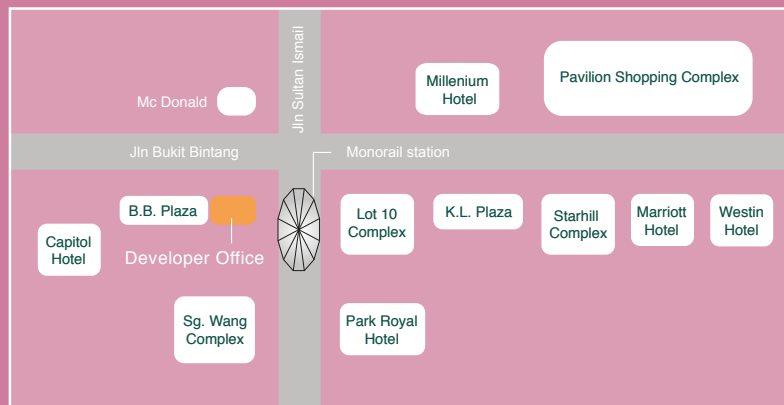 Jln Sultan Ismail
Millenium
Hotel
Pavilion Shopping Complex
Mc Donald
Jln Bukit Bintang
Monorail station
B.B. Plaza
Lot 10
Complex
K.L. Plaza
Starhill
Complex
Marriott
Hotel
Westin
Hotel
Capitol
Hotel
Developer Office
Sg. Wang
Complex
Park Royal
Hotel